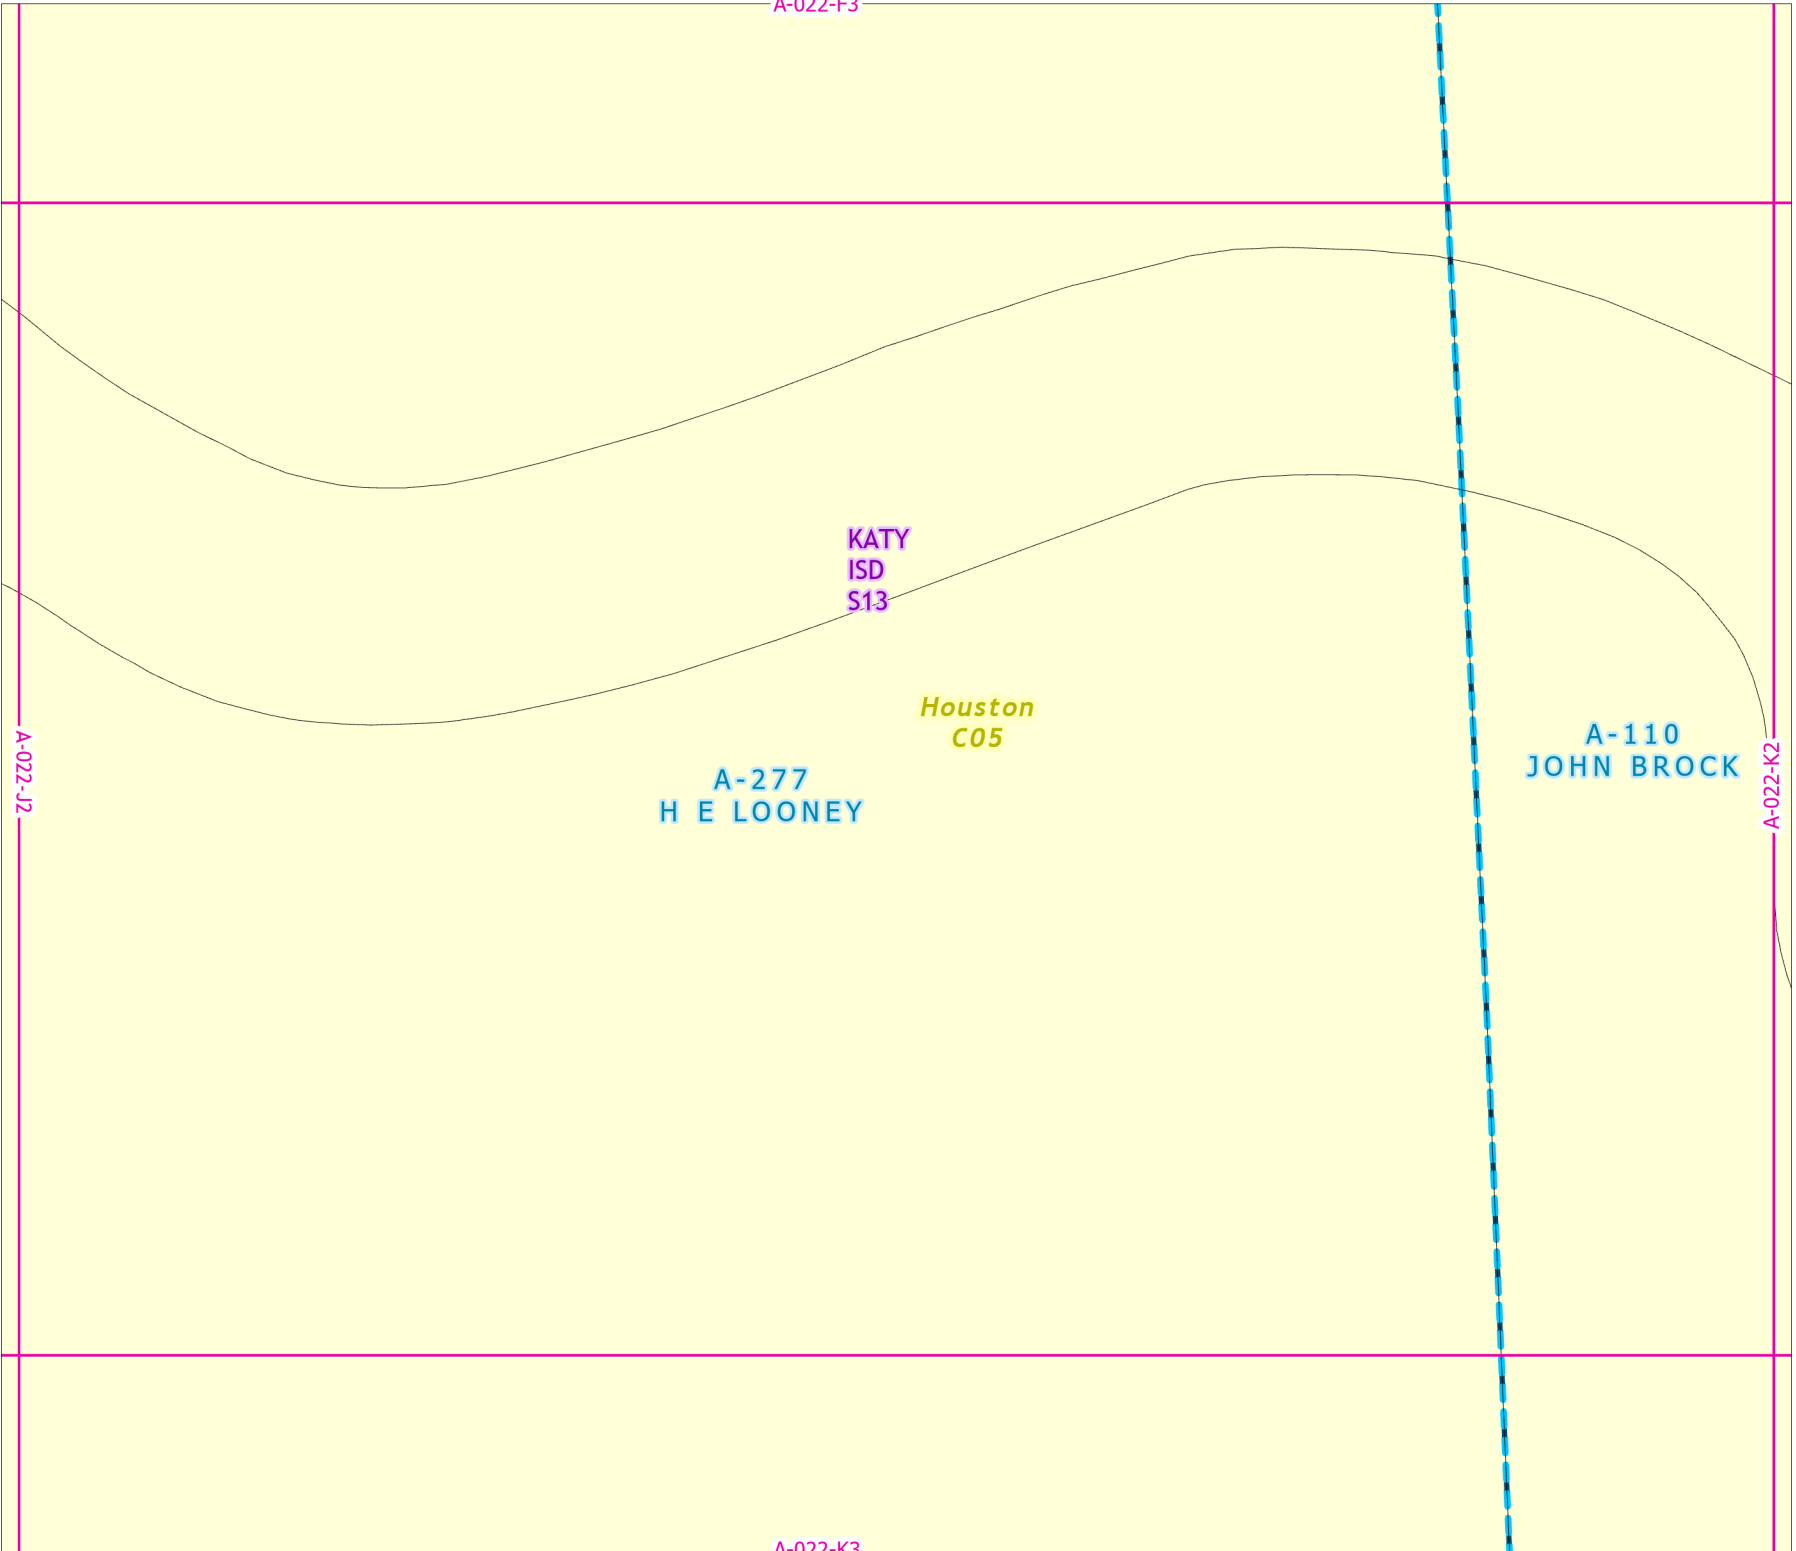 A-022-F3
KATY
ISD
S13
Houston
C05
A-110
JOHN BROCK
A-277
H E LOONEY
A-022-J2
A-022-K2
A-022-K3